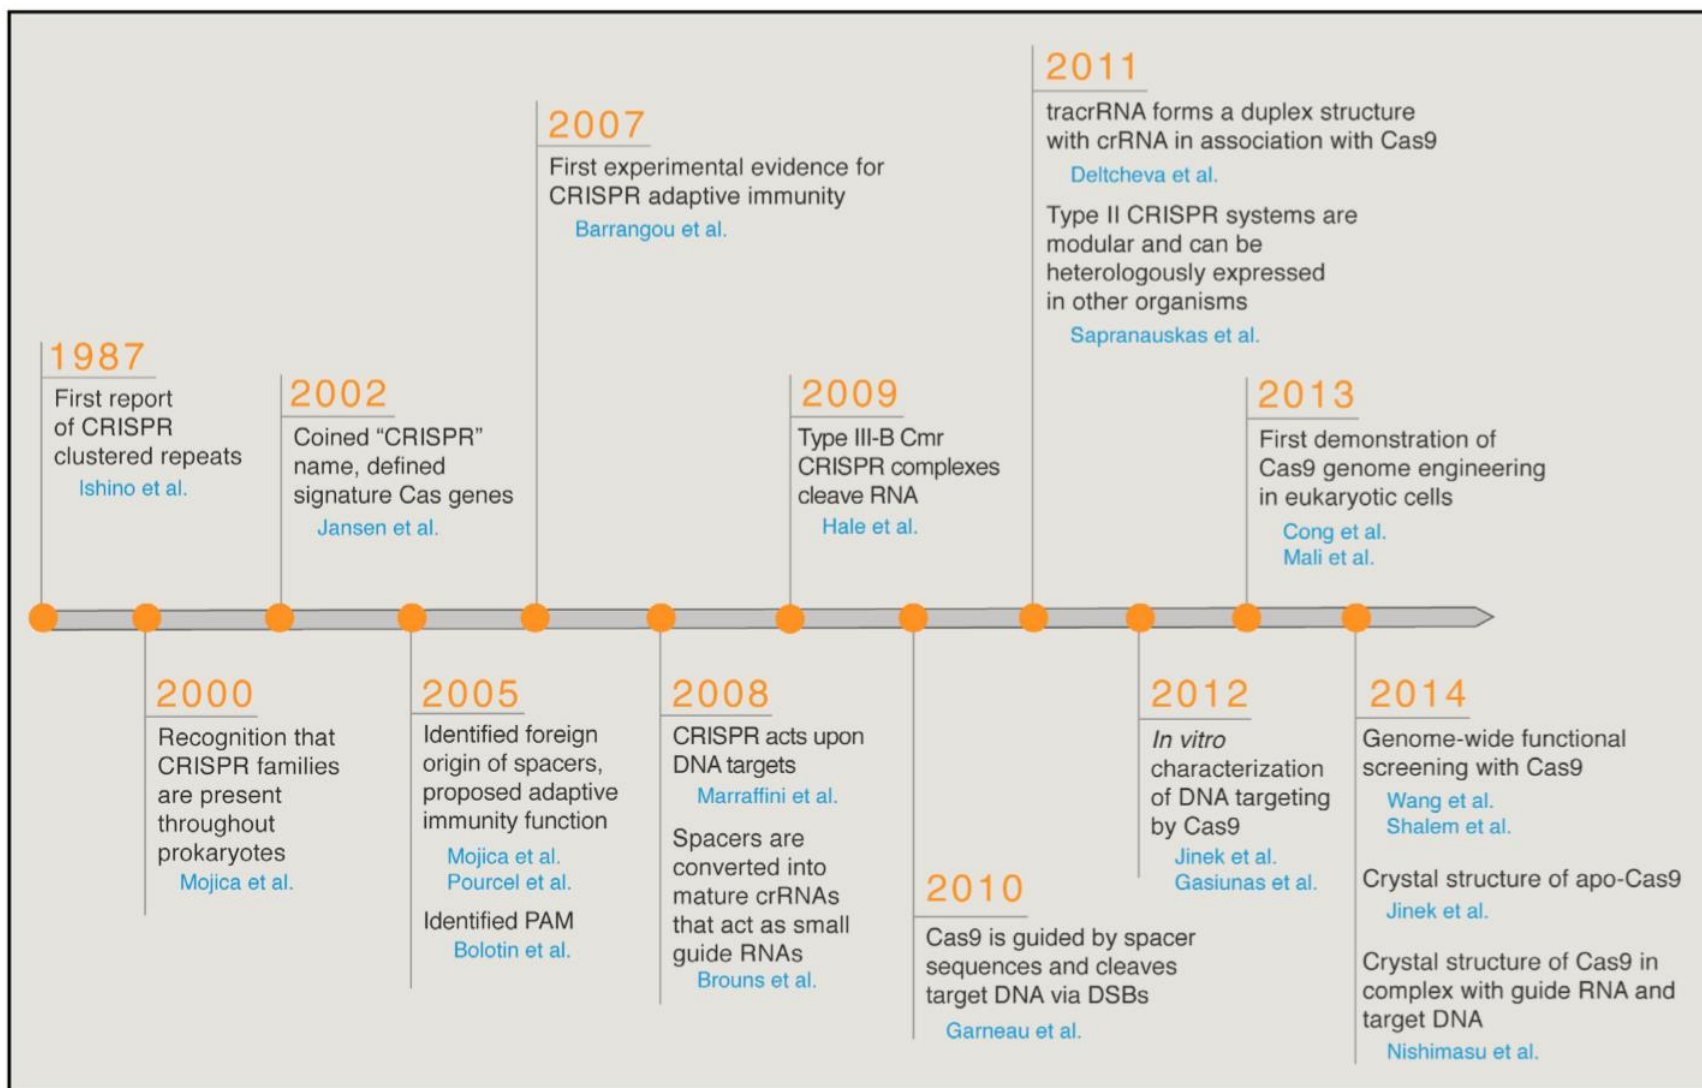 1987
First report
of CRISPR
clustered repeats
Ishino et al.
2000
Recognition that
CRISPR families
are present
throughout
prokaryotes
Mojica et al.
2002
Coined “CRISPR”
name, defined
signature Cas genes
Jansen et al.
2005
Identified foreign
origin of spacers,
proposed adaptive
immunity function
Mojica et al.
Pourcel et al.
Identified PAM
Bolotin et al.
2007
First experimental evidence for
CRISPR adaptive immunity
Barrangou et al.
2008
CRISPR acts upon
DNA targets
Marraffini et al.
Spacers are
converted into
mature crRNAs
that act as small
guide RNAs
Brouns et al.
2009
Type III-B Cmr
CRISPR complexes
cleave RNA
Hale et al.
2010
Cas9 is guided by spacer
sequences and cleaves
target DNA via DSBs
Garneau et al.
2011
tracrRNA forms a duplex structure
with crRNA in association with Cas9
Deltcheva et al.
Type II CRISPR systems are
modular and can be
heterologously expressed
in other organisms
Sapranauskas et al.
2012
In vitro
characterization
of DNA targeting
by Cas9
Jinek et al.
Gasiunas et al.
2013
First demonstration of
Cas9 genome engineering
in eukaryotic cells
Cong et al.
Mali et al.
2014
Genome-wide functional
screening with Cas9
Wang et al.
Shalem et al.
Crystal structure of apo-Cas9
Jinek et al.
Crystal structure of Cas9 in
complex with guide RNA and
target DNA
Nishimasu et al.